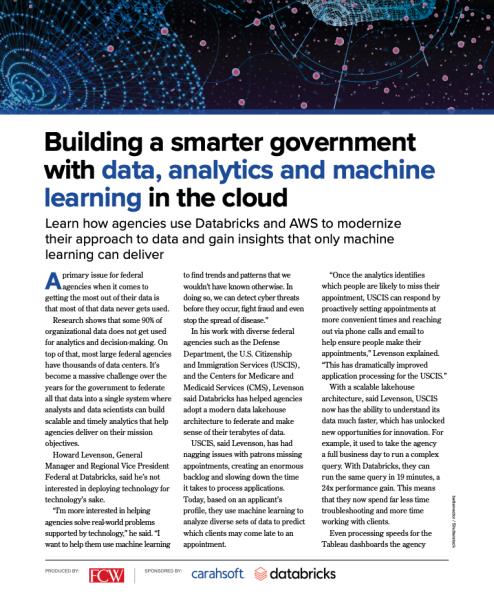 Building a smarter government
with data, analytics and machine
learning in the cloud
Learn how agencies use Databricks and AWS to modernize
their approach to data and gain insights that only machine
learning can deliver
A primary issue for federal
agencies when it comes to
getting the most out of their data is
that most of that data never gets used.
Research shows that some 90% of
organizational data does not get used
for analytics and decision-making. On
top of that, most large federal agencies
have thousands of data centers. It's
become a massive challenge over the
years for the government to federate
all that data into a single system where
analysts and data scientists can build
scalable and timely analytics that help
agencies deliver on their mission
objectives.
Howard Levenson, General
Manager and Regional Vice President
Federal at Databricks, said he's not
interested in deploying technology for
technology's sake.
"I'm more interested in helping
agencies solve real-world problems
supported by technology," he said. "I
want to help them use machine learning
to find trends and patterns that we
wouldn't have known otherwise. In
doing so, we can detect cyber threats
before they occur, fight fraud and even
stop the spread of disease."
In his work with diverse federal
agencies such as the Defense
Department, the U.S. Citizenship
and Immigration Services (USCIS),
and the Centers for Medicare and
Medicaid Services (CMS), Levenson
said Databricks has helped agencies
adopt a modern data lakehouse
architecture to federate and make
sense of their terabytes of data.
USCIS, said Levenson, has had
nagging issues with patrons missing
appointments, creating an enormous
backlog and slowing down the time
it takes to process applications.
Today, based on an applicant's
profile, they use machine learning to
analyze diverse sets of data to predict
which clients may come late to an
appointment.
"Once the analytics identifies
which people are likely to miss their
appointment, USCIS can respond by
proactively setting appointments at
more convenient times and reaching
out via phone calls and email to
help ensure people make their
appointments," Levenson explained.
"This has dramatically improved
application processing for the USCIS."
With a scalable lakehouse
architecture, said Levenson, USCIS
now has the ability to understand its
data much faster, which has unlocked
new opportunities for innovation. For
example, it used to take the agency
a full business day to run a complex
query. With Databricks, they can
run the same query in 19 minutes, a
24x performance gain. This means
that they now spend far less time
troubleshooting and more time
working with clients.
Even processing speeds for the
Tableau dashboards the agency
PRODUCED BY: FCW SPONSORED BY: carahsoft databricks